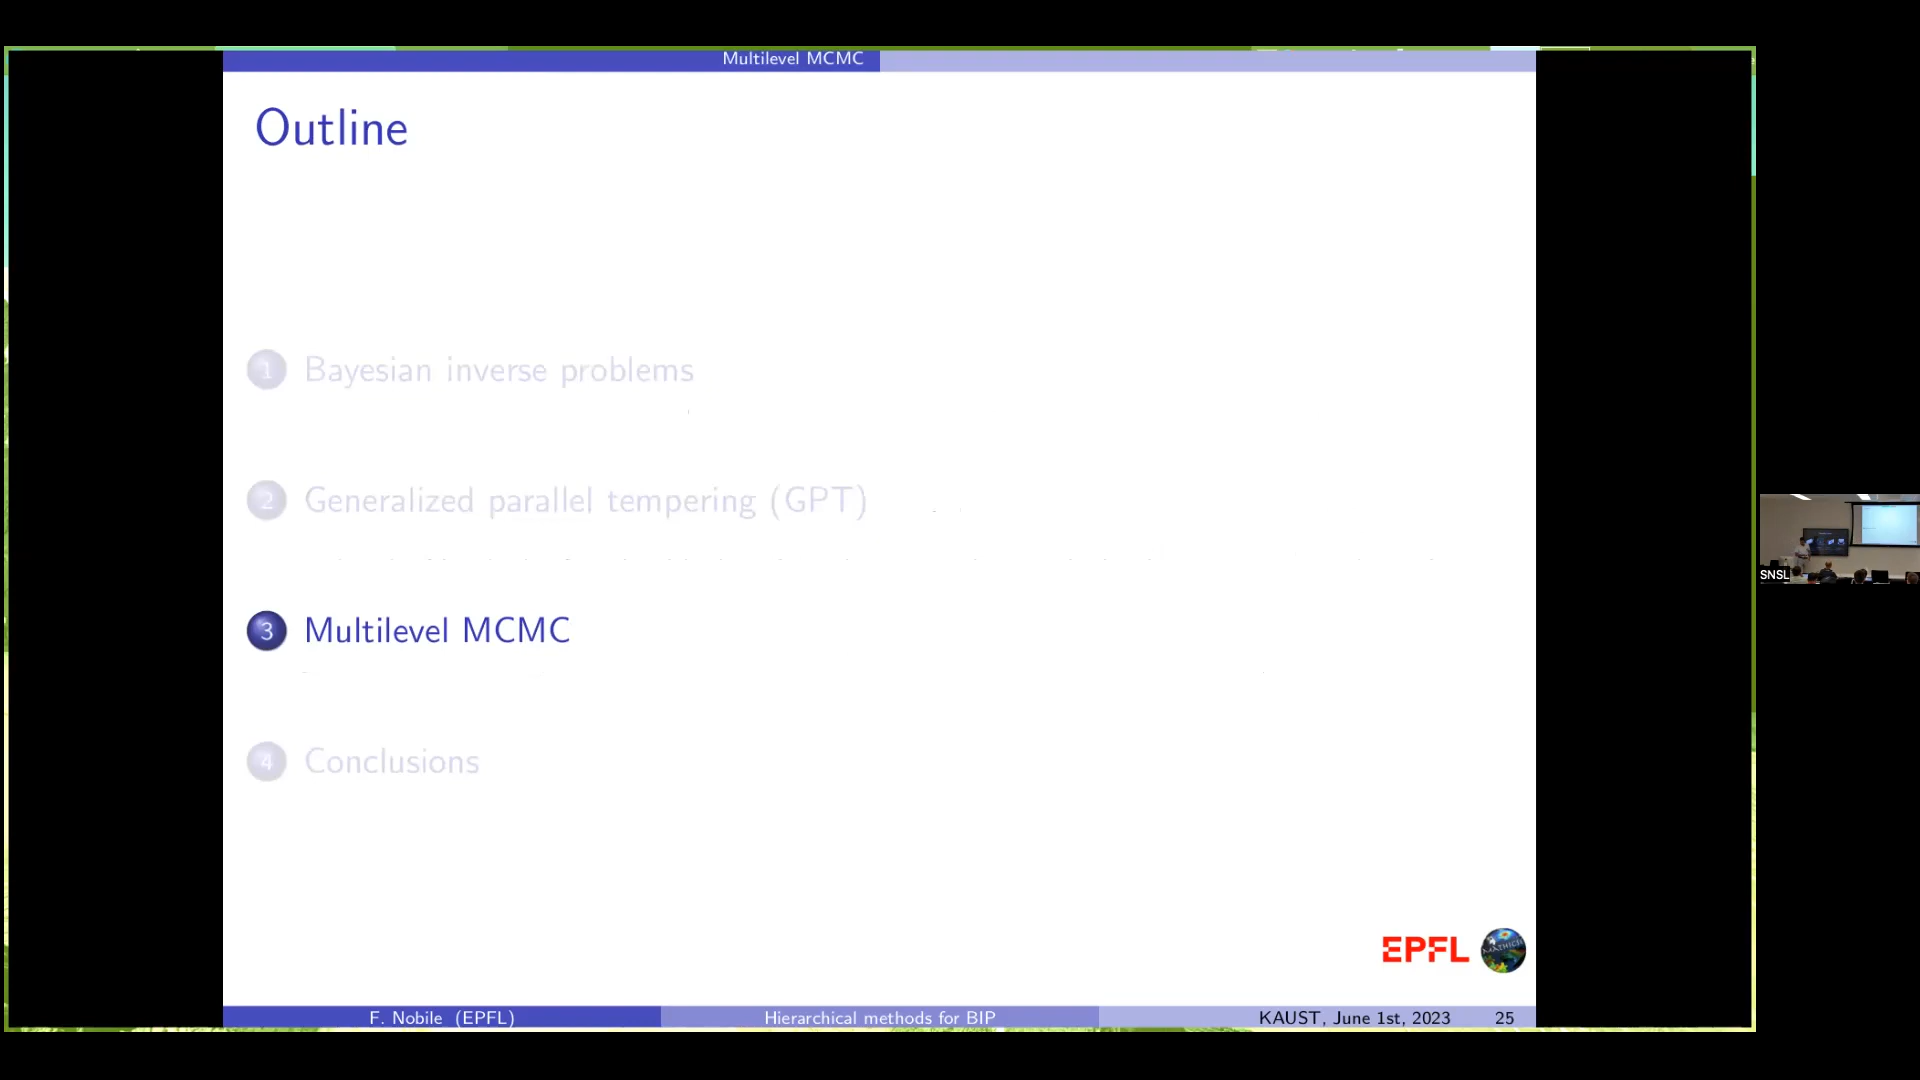 Multilevel MCMC
Outline
1 Bayesian inverse problems
2 Generalized parallel tempering (GPT)
3 Multilevel MCMC
4 Conclusions
EPFL
MATHICSE
F. Nobile (EPFL)
Hierarchical methods for BIP
KAUST, June 1st, 2023
25
SNSL